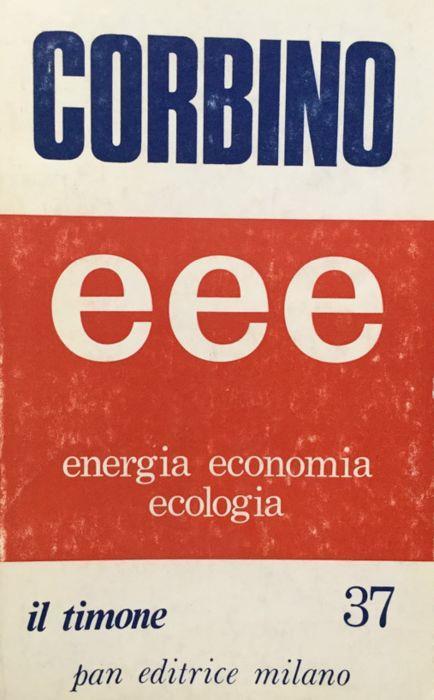 CORBINO
eee
energia economia
ecologia
il timone 37
pan editrice milano